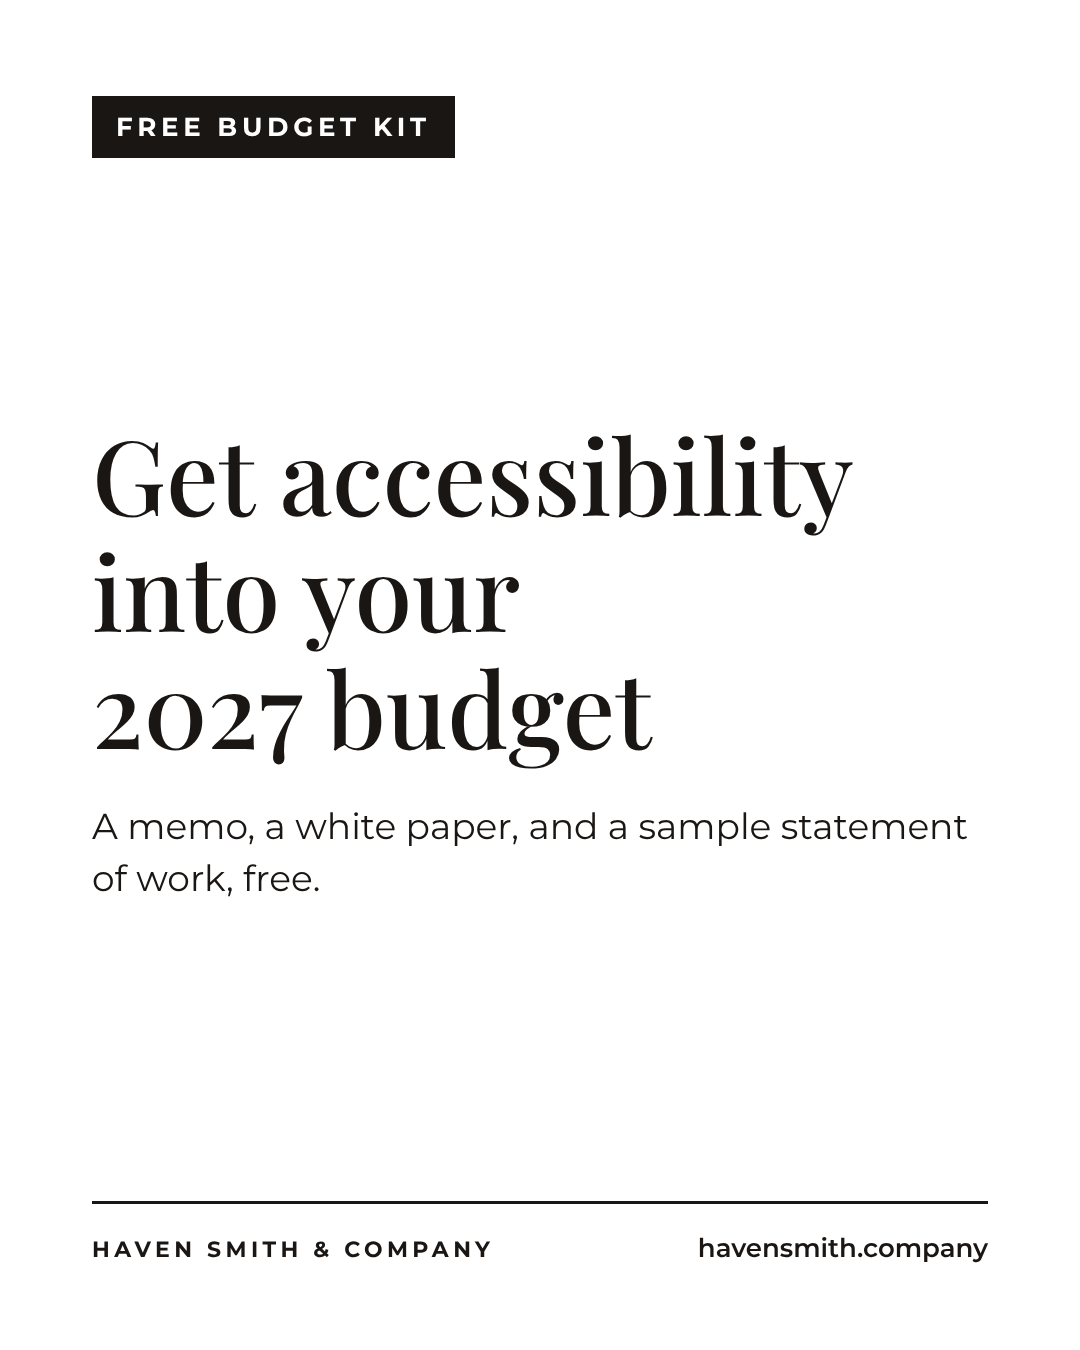 FREE BUDGET KIT
Get accessibility
into your
2027 budget
A memo, a white paper, and a sample statement
of work, free.
HAVEN SMITH & COMPANY
havensmith.company